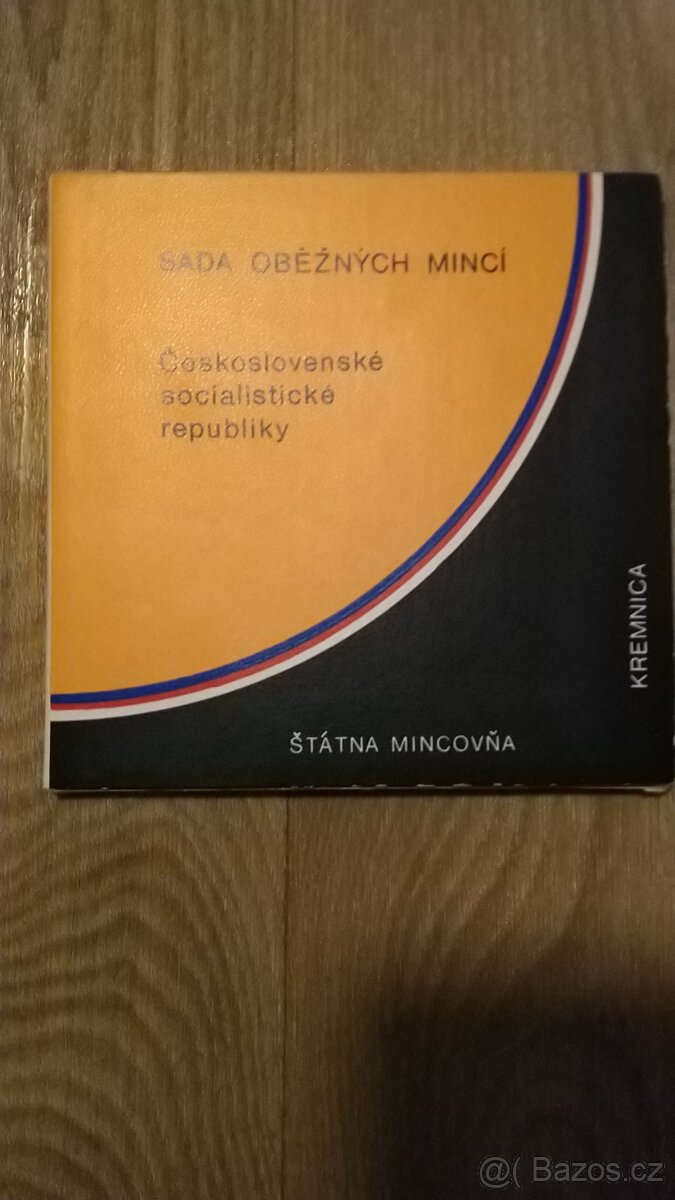 SADA OBĚŽNÝCH MINCÍ
Československé
socialistické
republiky
KREMNICA
ŠTÁTNA MINCOVŇA
@( Bazos.cz